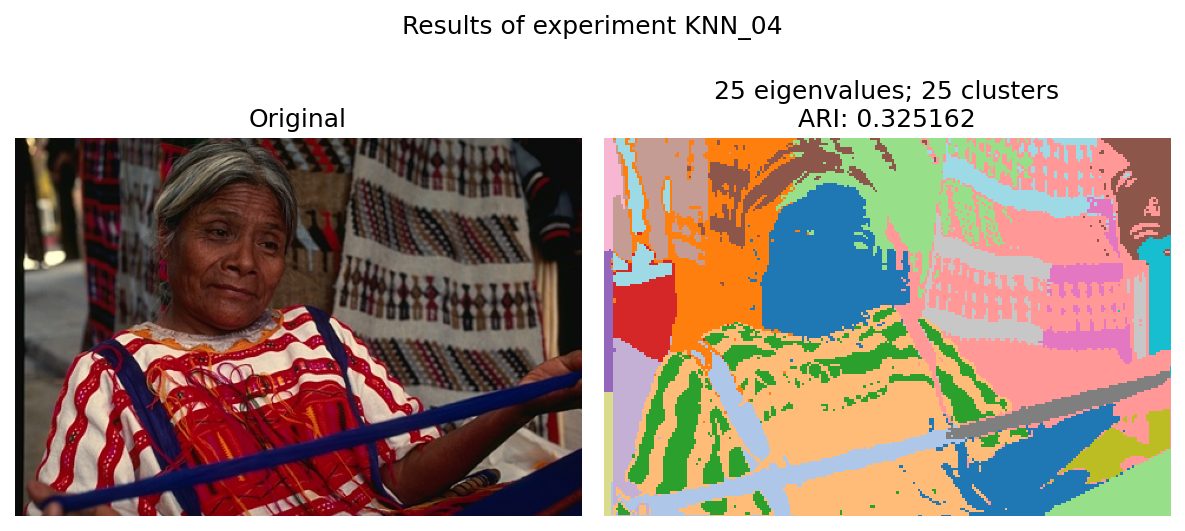 Results of experiment KNN_04
Original
25 eigenvalues; 25 clusters
ARI: 0.325162